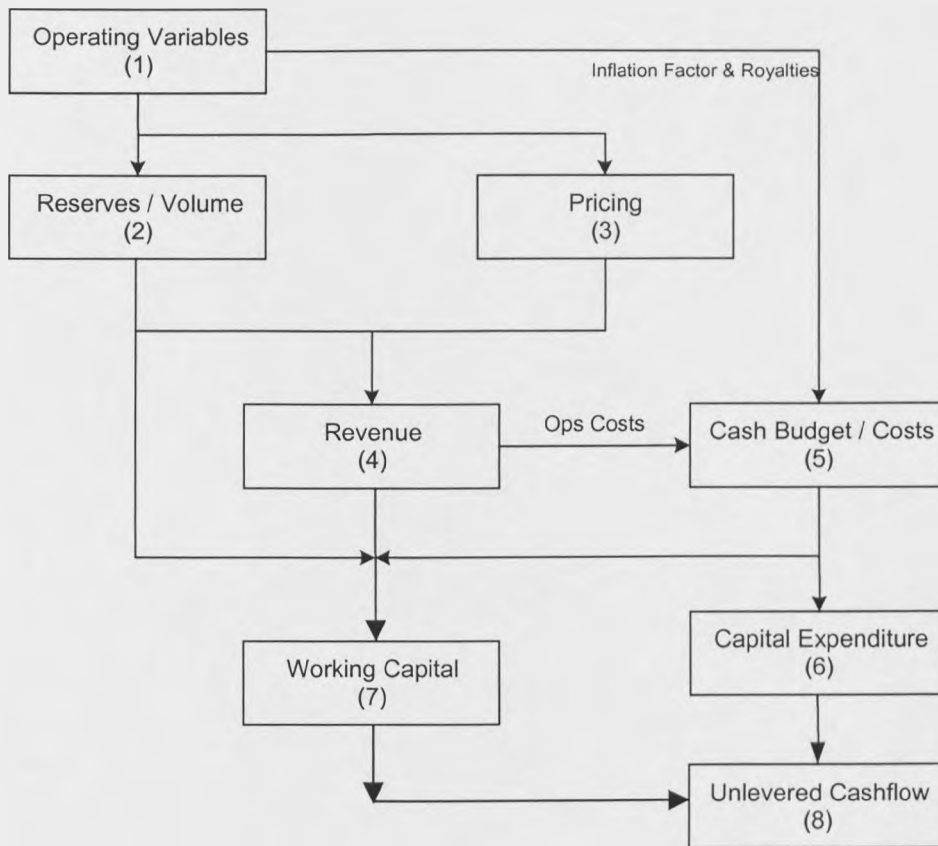 Operating Variables
(1)
Inflation Factor & Royalties
Reserves / Volume
(2)
Pricing
(3)
Revenue
(4)
Ops Costs
Cash Budget / Costs
(5)
Capital Expenditure
(6)
Working Capital
(7)
Unlevered Cashflow
(8)